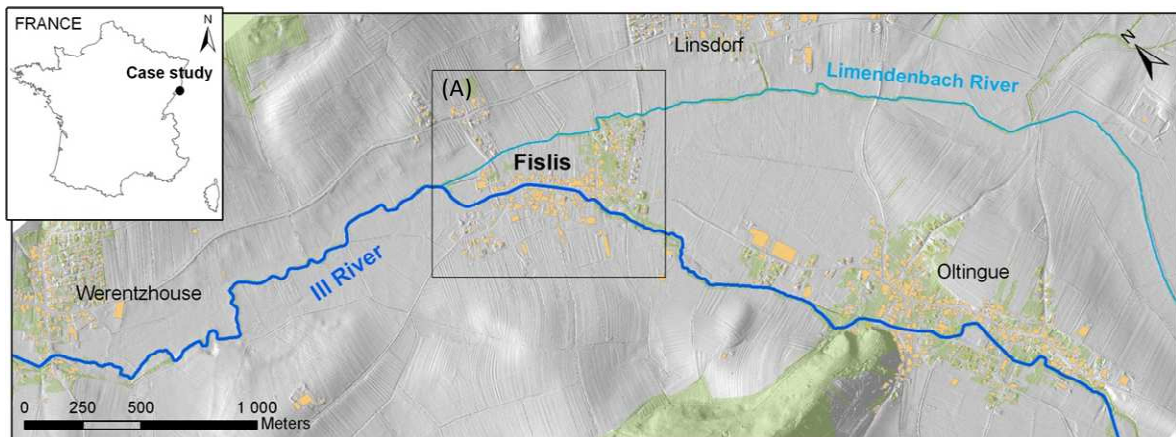 FRANCE
N
Case study
(A)
Linsdorf
N
Limendenbach River
Fislis
Ill River
Werentzhouse
Oltingue
0 250 500 1 000
Meters